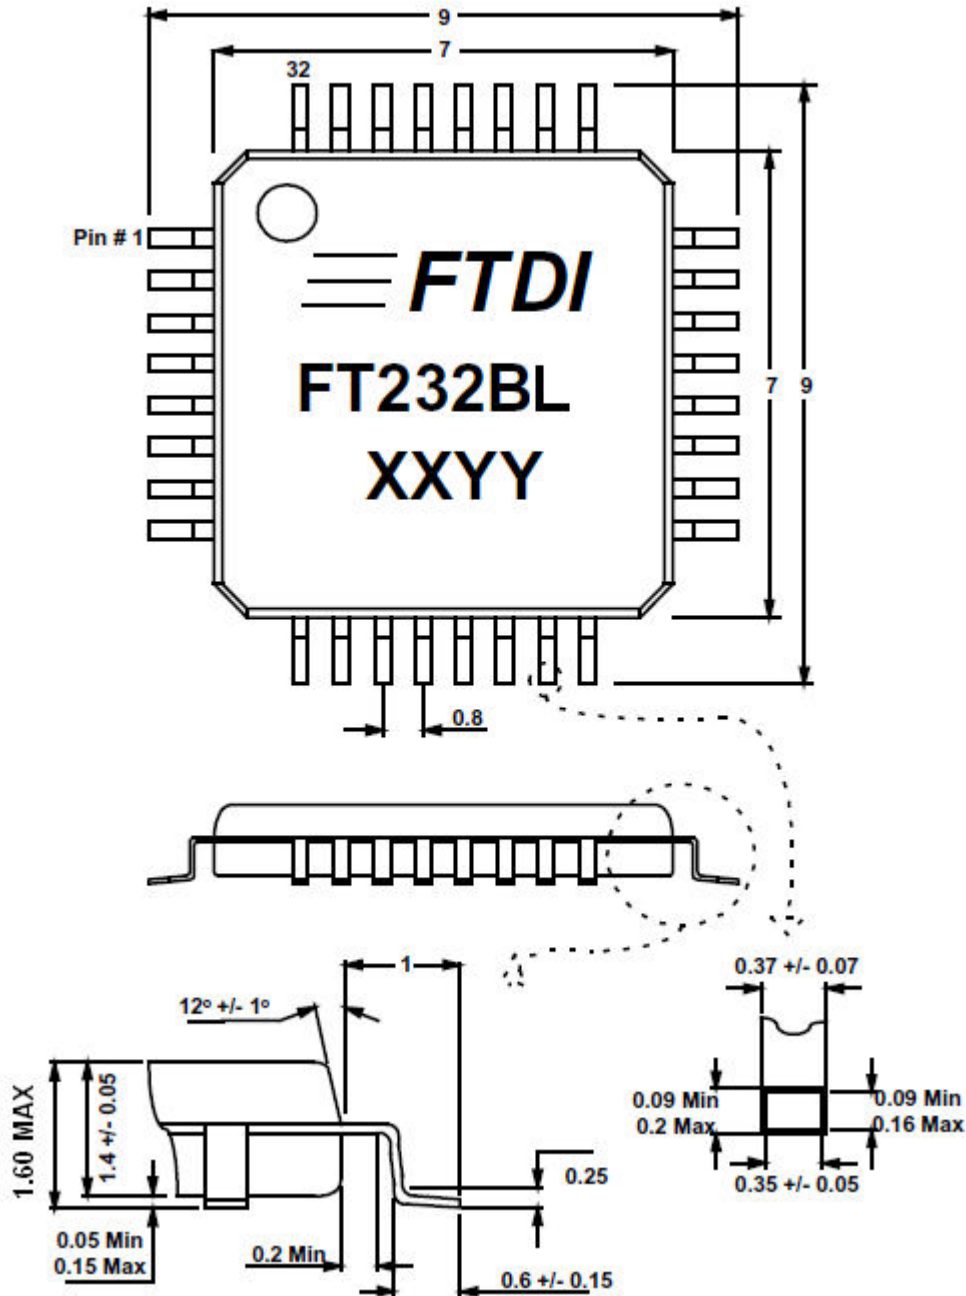 9
7
32
Pin # 1
FTDI
FT232BL
XXYY
7
9
0.8
1
0.37 +/- 0.07
12º +/- 1º
1.60 MAX
1.4 +/- 0.05
0.09 Min
0.2 Max
0.09 Min
0.16 Max
0.25
0.35 +/- 0.05
0.05 Min
0.15 Max
0.2 Min
0.6 +/- 0.15